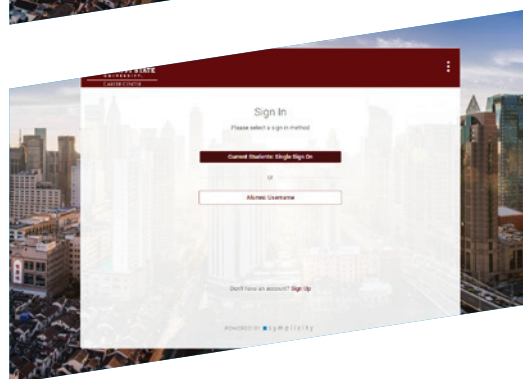 STATE
UNIVERSITY
CAREER CENTER
Sign In
Please select a sign in method
Current Students: Single Sign On
or
Alumni: Username
Don't have an account? Sign Up
POWERED BY symplicity